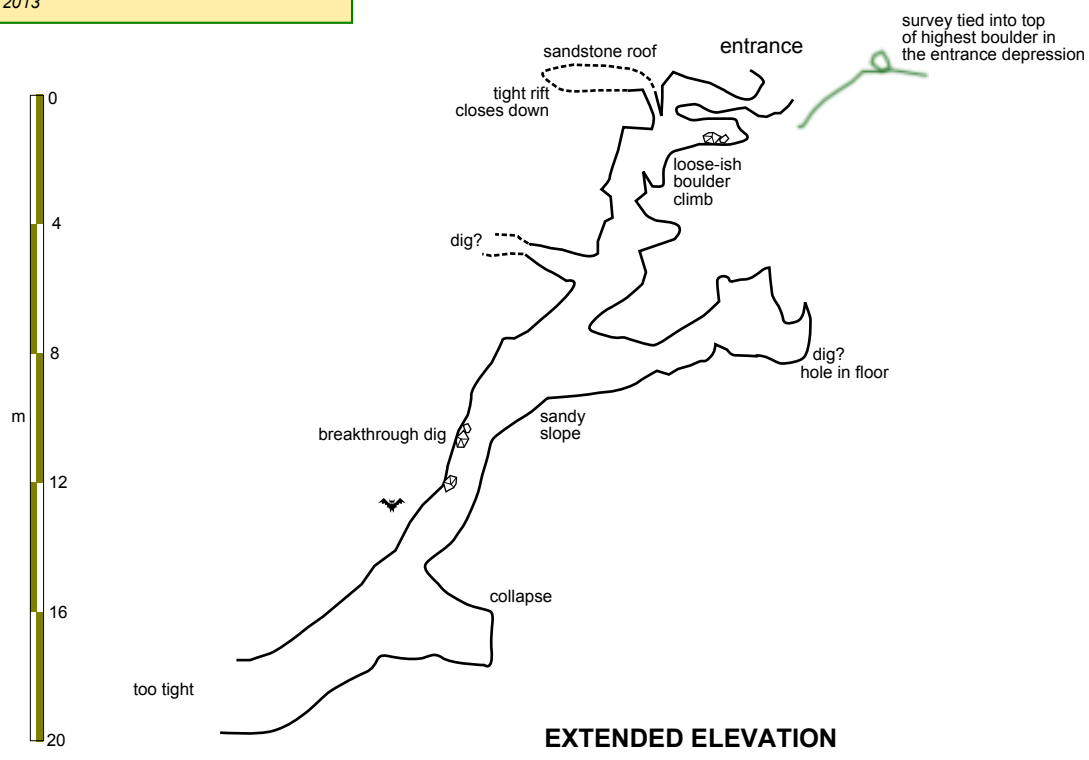 2013
survey tied into top
of highest boulder in
the entrance depression
entrance
sandstone roof
tight rift
closes down
0
loose-ish
boulder
climb
4
dig?
8
dig?
hole in floor
m
sandy
slope
breakthrough dig
12
collapse
16
too tight
20
EXTENDED ELEVATION